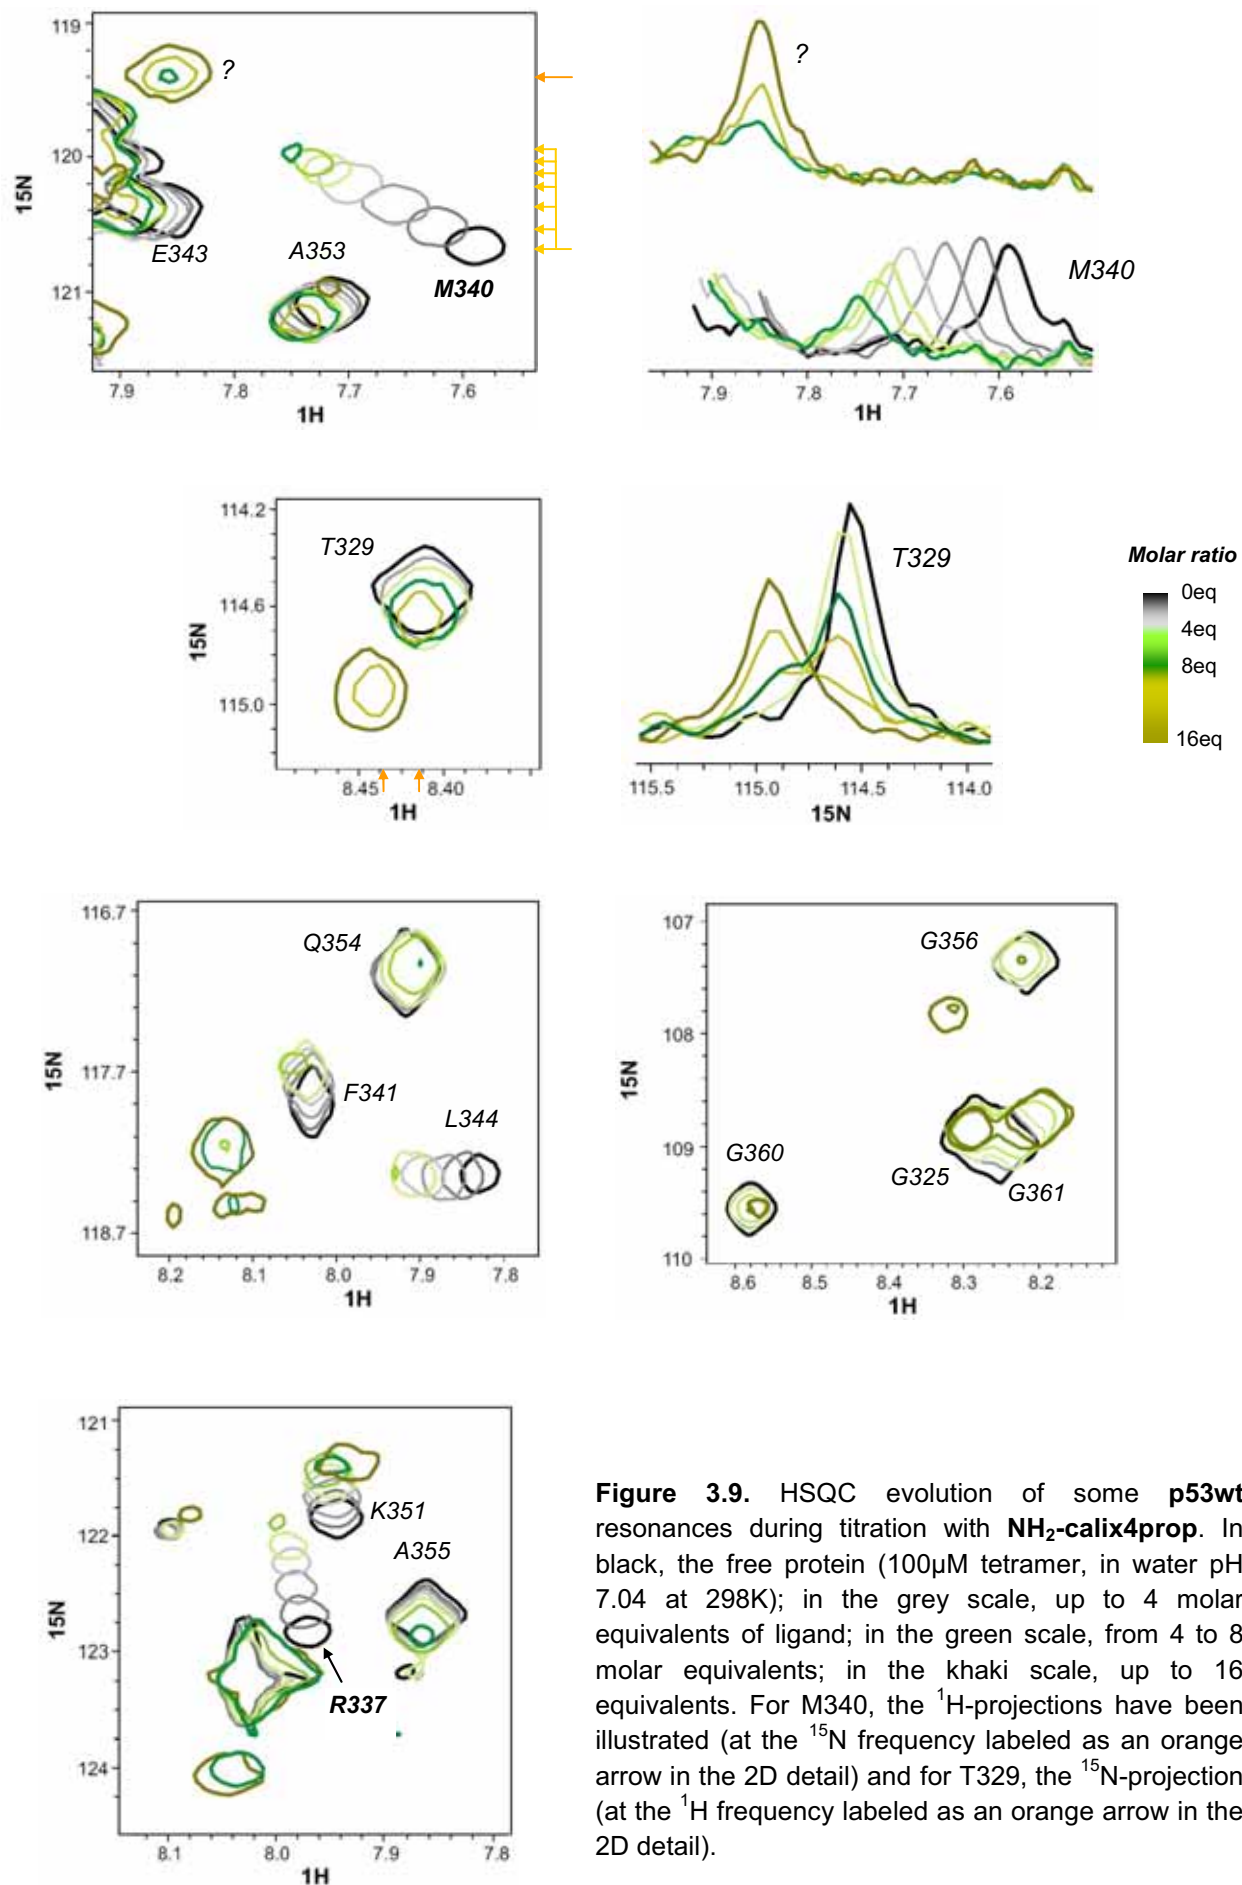 119
120
121
15N
?
E343
A353
M340
7.9
7.8
7.7
7.6
1H
?
M340
7.9
7.8
7.7
7.6
1H
114.2
114.6
115.0
15N
T329
8.45
8.40
1H
T329
115.5
115.0
114.5
114.0
15N
Molar ratio
0eq
4eq
8eq
16eq
116.7
117.7
118.7
15N
Q354
F341
L344
8.2
8.1
8.0
7.9
7.8
1H
107
108
109
110
15N
G356
G360
G325
G361
8.6
8.5
8.4
8.3
8.2
1H
121
122
123
124
15N
K351
A355
R337
8.1
8.0
7.9
7.8
1H
Figure 3.9. HSQC evolution of some p53wt
resonances during titration with NH₂-calix4prop. In
black, the free protein (100µM tetramer, in water pH
7.04 at 298K); in the grey scale, up to 4 molar
equivalents of ligand; in the green scale, from 4 to 8
molar equivalents; in the khaki scale, up to 16
equivalents. For M340, the ¹H-projections have been
illustrated (at the ¹⁵N frequency labeled as an orange
arrow in the 2D detail) and for T329, the ¹⁵N-projection
(at the ¹H frequency labeled as an orange arrow in the
2D detail).